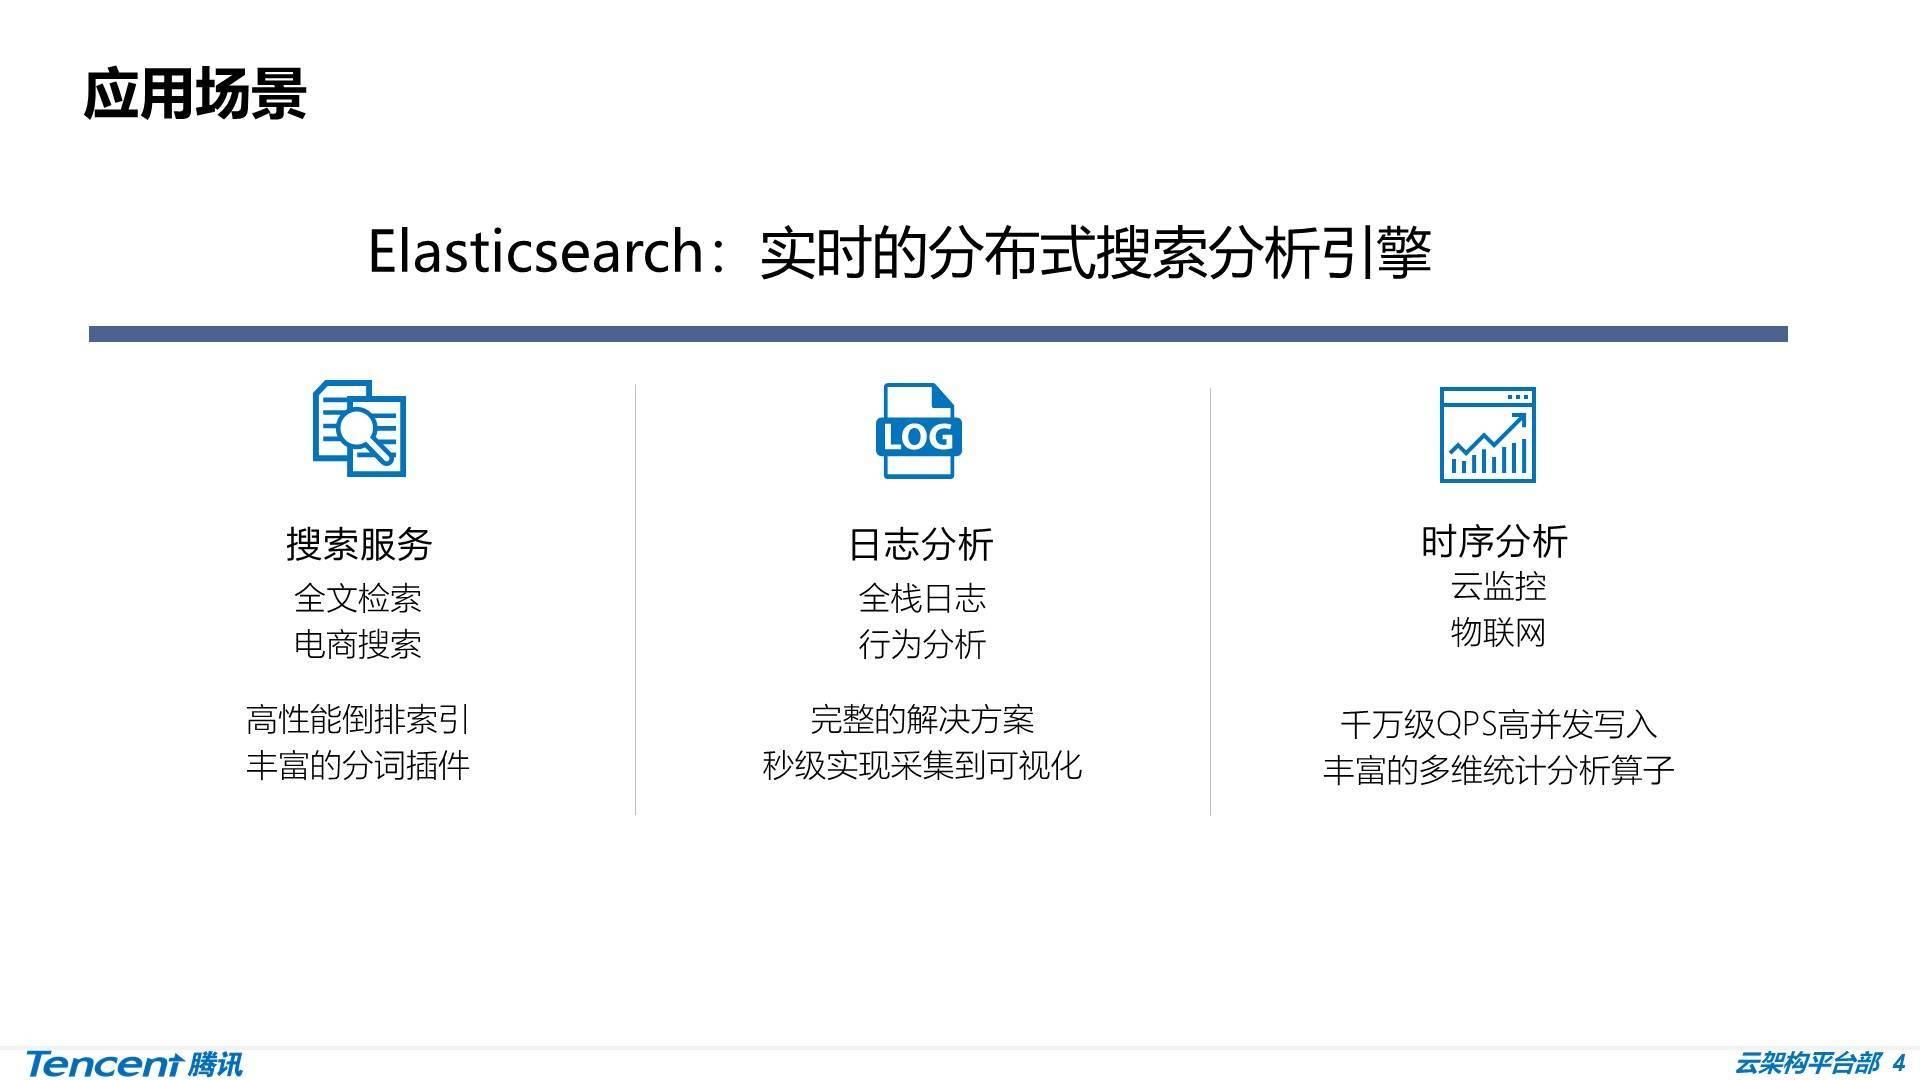 应用场景
Elasticsearch：实时的分布式搜索分析引擎
搜索服务
全文检索
电商搜索
高性能倒排索引
丰富的分词插件
LOG
日志分析
全栈日志
行为分析
完整的解决方案
秒级实现采集到可视化
时序分析
云监控
物联网
千万级QPS高并发写入
丰富的多维统计分析算子
Tencent 腾讯
云架构平台部 4